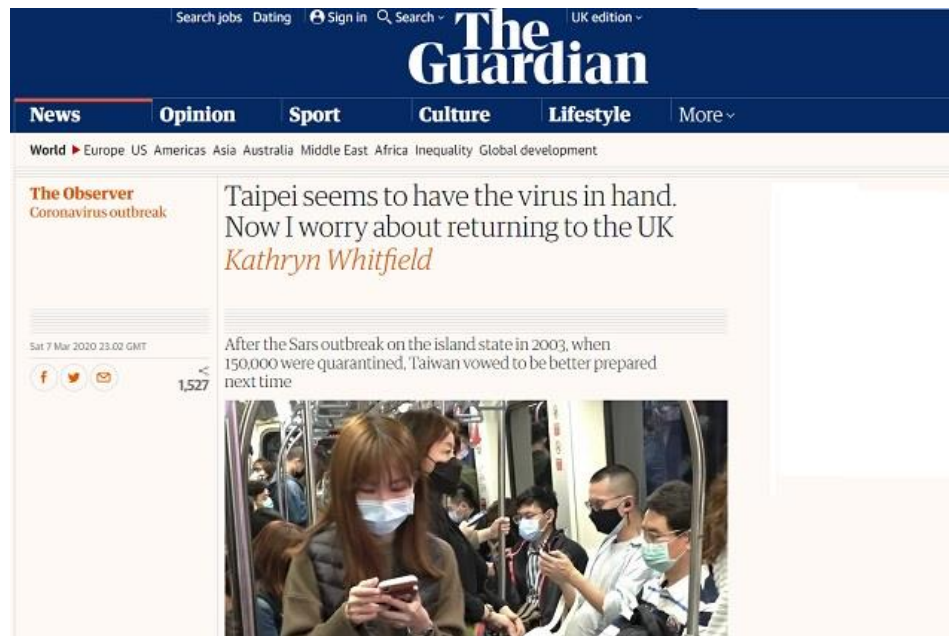 Search jobs Dating Sign in Search UK edition
The
Guardian
News Opinion Sport Culture Lifestyle More
World Europe US Americas Asia Australia Middle East Africa Inequality Global development
The Observer
Coronavirus outbreak
Taipei seems to have the virus in hand.
Now I worry about returning to the UK
Kathryn Whitfield
Sat 7 Mar 2020 23.02 GMT
1,527
After the Sars outbreak on the island state in 2003, when
150,000 were quarantined, Taiwan vowed to be better prepared
next time